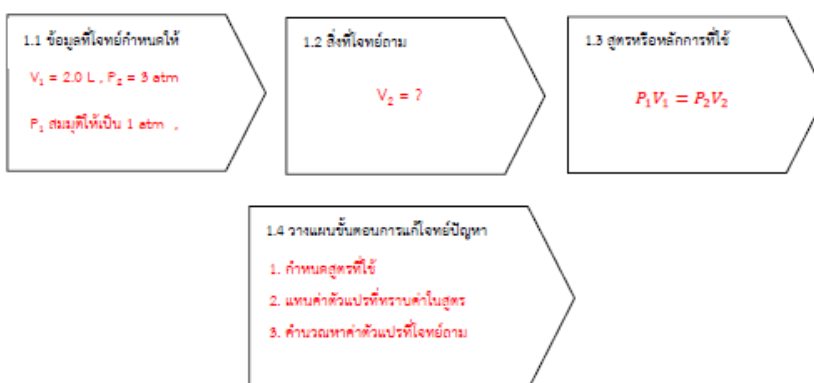 1.1 ข้อมูลที่โจทย์กำหนดให้
V₁ = 2.0 L , P₂ = 3 atm
P₁ สมมุติให้เป็น 1 atm ,
1.2 สิ่งที่โจทย์ถาม
V₂ = ?
1.3 สูตรหรือหลักการที่ใช้
P₁V₁ = P₂V₂
1.4 วางแผนขั้นตอนการแก้โจทย์ปัญหา
1. กำหนดสูตรที่ใช้
2. แทนค่าตัวแปรที่ทราบค่าในสูตร
3. คำนวณหาค่าตัวแปรที่โจทย์ถาม